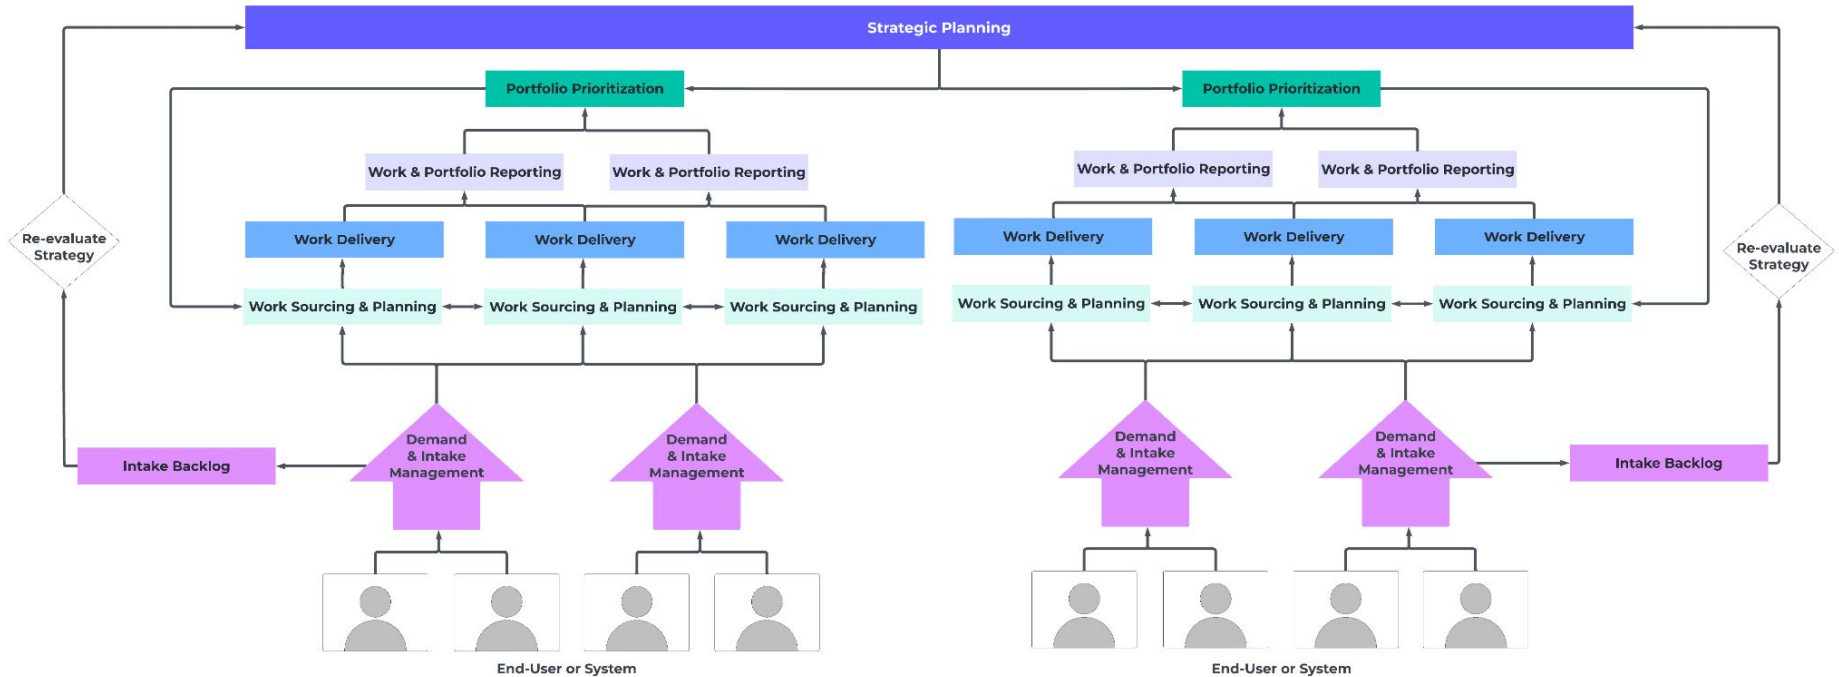 Strategic Planning
Portfolio Prioritization
Portfolio Prioritization
Work & Portfolio Reporting
Work & Portfolio Reporting
Work & Portfolio Reporting
Work & Portfolio Reporting
Work Delivery
Work Delivery
Work Delivery
Work Delivery
Work Delivery
Work Delivery
Re-evaluate
Strategy
Re-evaluate
Strategy
Work Sourcing & Planning
Work Sourcing & Planning
Work Sourcing & Planning
Work Sourcing & Planning
Work Sourcing & Planning
Work Sourcing & Planning
Intake Backlog
Demand
& Intake
Management
Demand
& Intake
Management
Demand
& Intake
Management
Demand
& Intake
Management
Intake Backlog
End-User or System
End-User or System